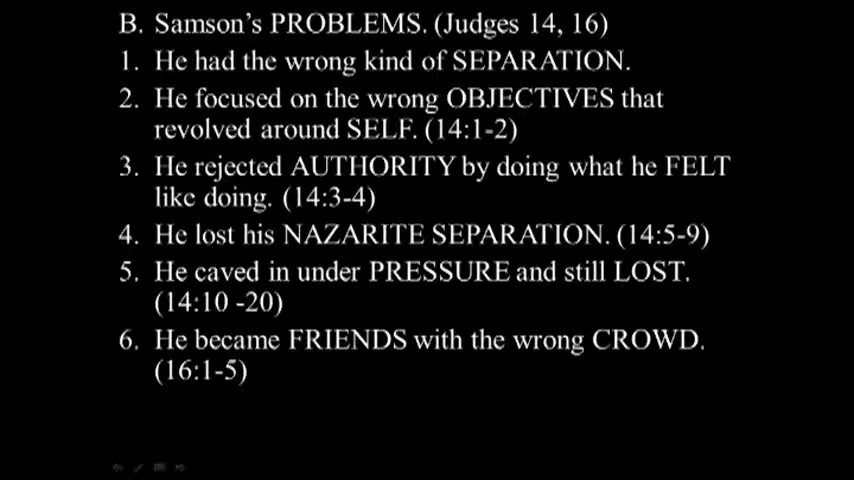 B. Samson's PROBLEMS. (Judges 14, 16)
1. He had the wrong kind of SEPARATION.
2. He focused on the wrong OBJECTIVES that
revolved around SELF. (14:1-2)
3. He rejected AUTHORITY by doing what he FELT
like doing. (14:3-4)
4. He lost his NAZARITE SEPARATION. (14:5-9)
5. He caved in under PRESSURE and still LOST.
(14:10 -20)
6. He became FRIENDS with the wrong CROWD.
(16:1-5)